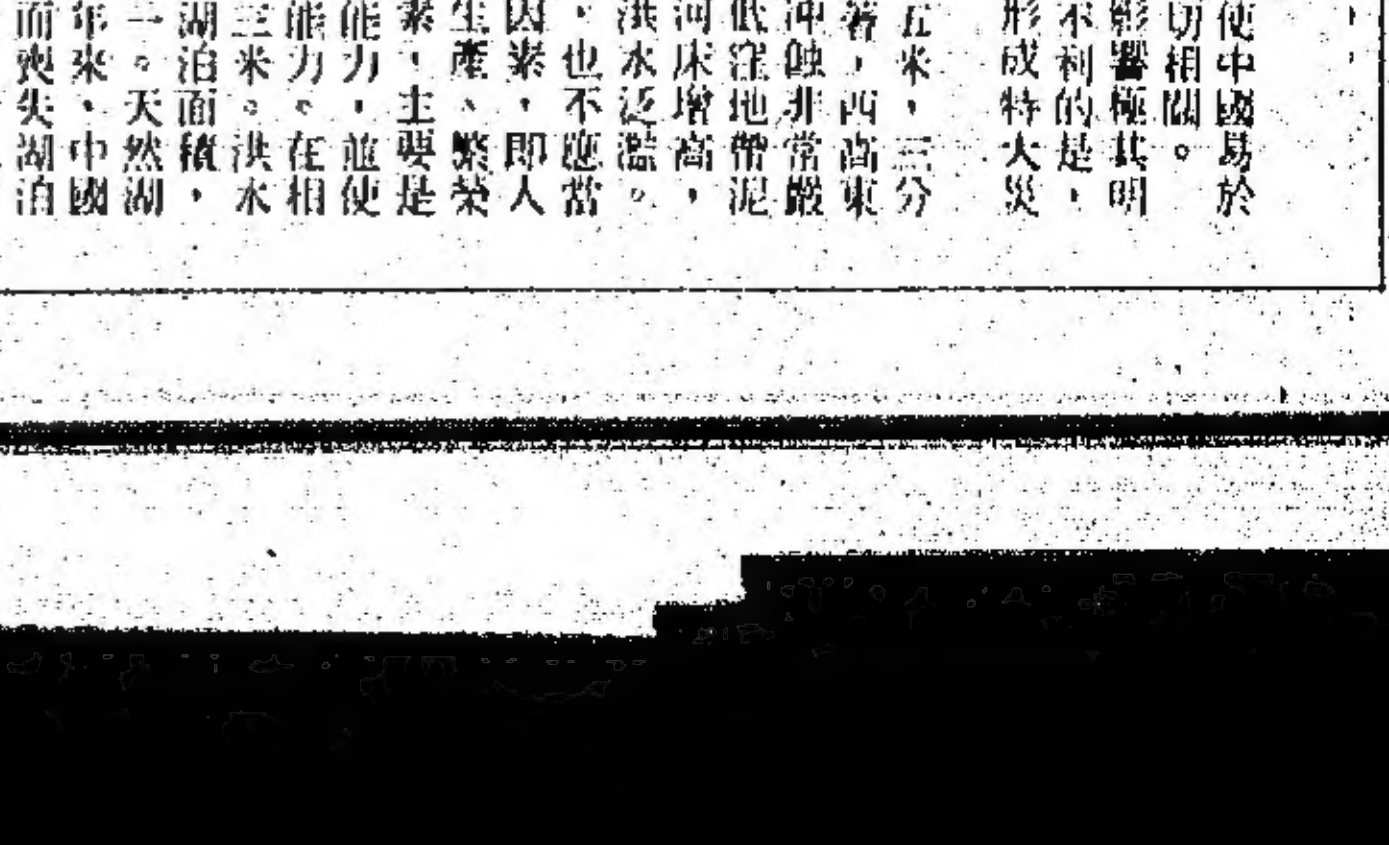 使中國易於
切相關。
影響極其明
不利的是，
形成特大災
五米，三分
著，西高東
沖蝕非常嚴
低窪地帶泥
河床增高，
洪水泛濫。
，也不應當
因素，即人
生產、繁榮
素，主要是
能力，並使
能力。在相
三米。洪水
湖泊面積，
一。天然湖
年來，中國
而喪失湖泊